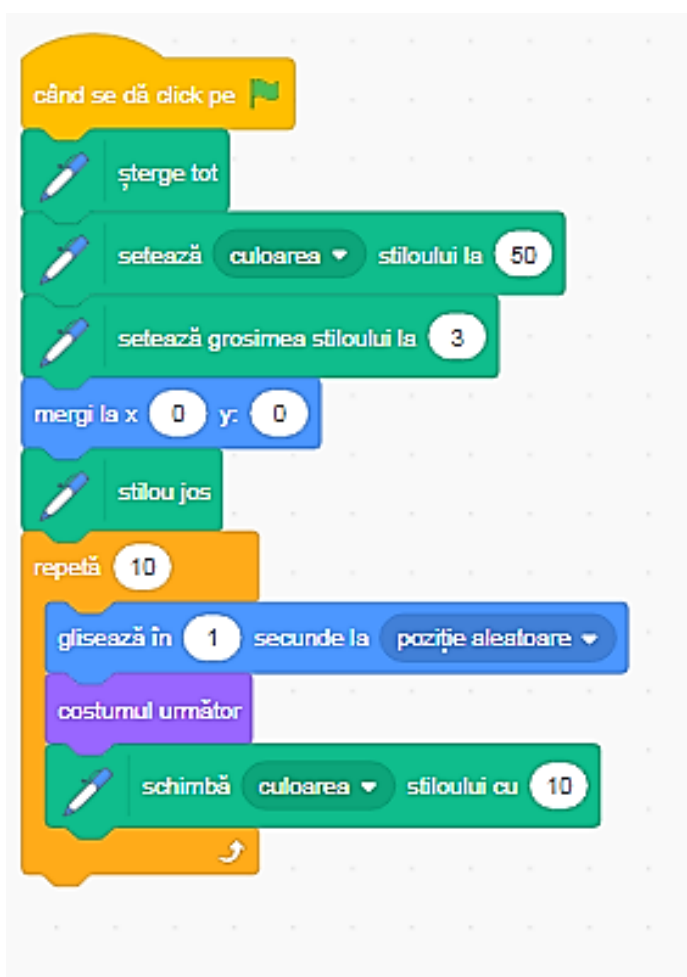 când se dă click pe
șterge tot
setează culoarea stiloului la 50
setează grosimea stiloului la 3
mergi la x 0 y: 0
stilou jos
repetă 10
glisează în 1 secunde la poziție aleatoare
costumul următor
schimbă culoarea stiloului cu 10